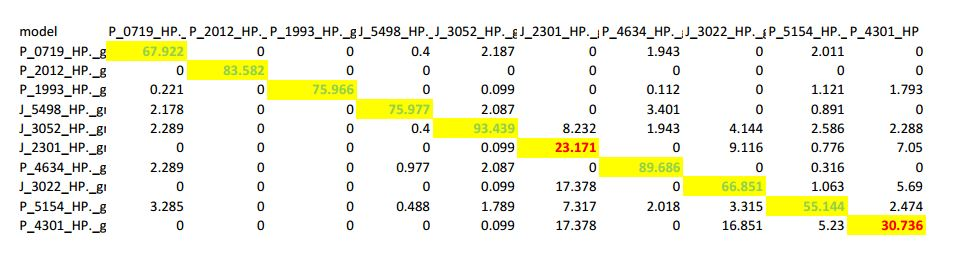 model P_0719_HP._ P_2012_HP._ P_1993_HP._g J_5498_HP._ J_3052_HP._g J_2301_HP._g P_4634_HP._g J_3022_HP._g P_5154_HP._g P_4301_HP
P_0719_HP._g 67.922 0 0 0.4 2.187 0 1.943 0 2.011 0
P_2012_HP._g 0 83.582 0 0 0 0 0 0 0 0
P_1993_HP._g 0.221 0 75.966 0 0.099 0 0.112 0 1.121 1.793
J_5498_HP._gr 2.178 0 0 75.977 2.087 0 3.401 0 0.891 0
J_3052_HP._gr 2.289 0 0 0.4 93.439 8.232 1.943 4.144 2.586 2.288
J_2301_HP._gr 0 0 0 0 0.099 23.171 0 9.116 0.776 7.05
P_4634_HP._g 2.289 0 0 0.977 2.087 0 89.686 0 0.316 0
J_3022_HP._gr 0 0 0 0 0.099 17.378 0 66.851 1.063 5.69
P_5154_HP._g 3.285 0 0 0.488 1.789 7.317 2.018 3.315 55.144 2.474
P_4301_HP._g 0 0 0 0 0.099 17.378 0 16.851 5.23 30.736